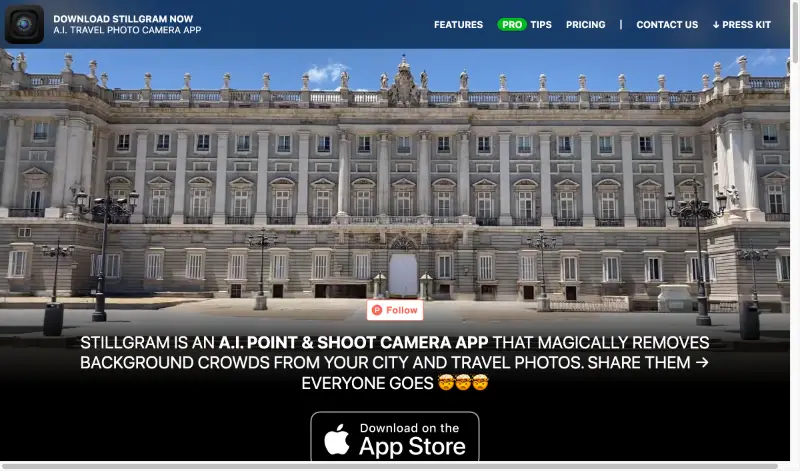 DOWNLOAD STILLGRAM NOW
A.I. TRAVEL PHOTO CAMERA APP
FEATURES PRO TIPS PRICING | CONTACT US ↓ PRESS KIT
Follow
STILLGRAM IS AN A.I. POINT & SHOOT CAMERA APP THAT MAGICALLY REMOVES
BACKGROUND CROWDS FROM YOUR CITY AND TRAVEL PHOTOS. SHARE THEM →
EVERYONE GOES 🤯🤯🤯
Download on the
App Store